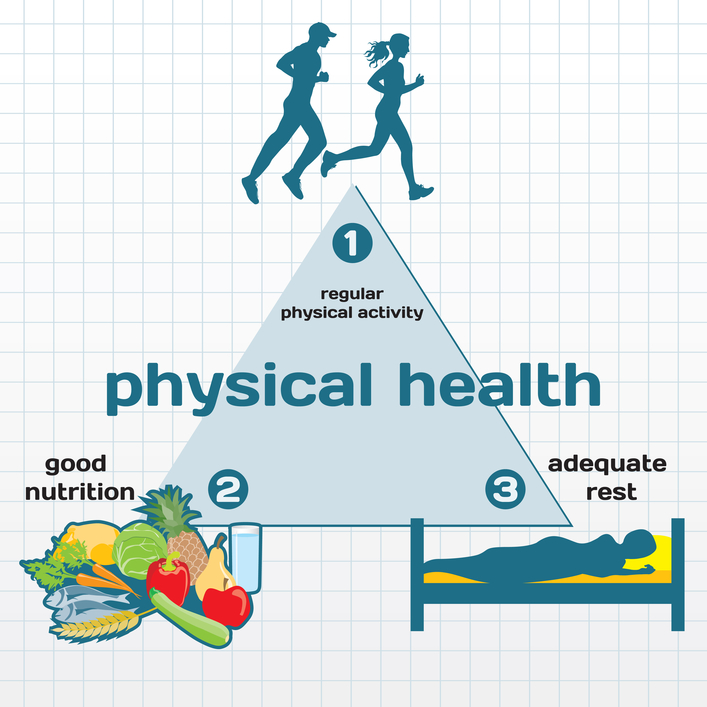 1
regular
physical activity
physical health
good
nutrition
2
3
adequate
rest